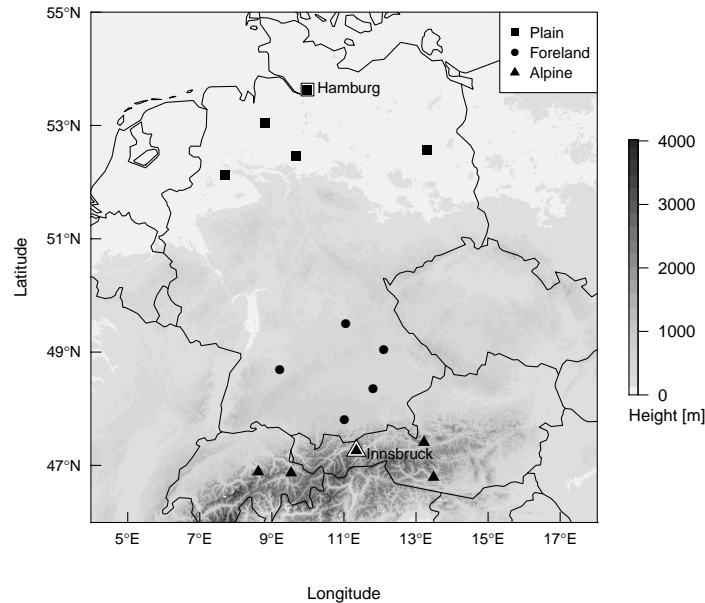 55°N
53°N
51°N
49°N
47°N
Latitude
Plain
Foreland
Alpine
Hamburg
Innsbruck
4000
3000
2000
1000
0
Height [m]
5°E
7°E
9°E
11°E
13°E
15°E
17°E
Longitude